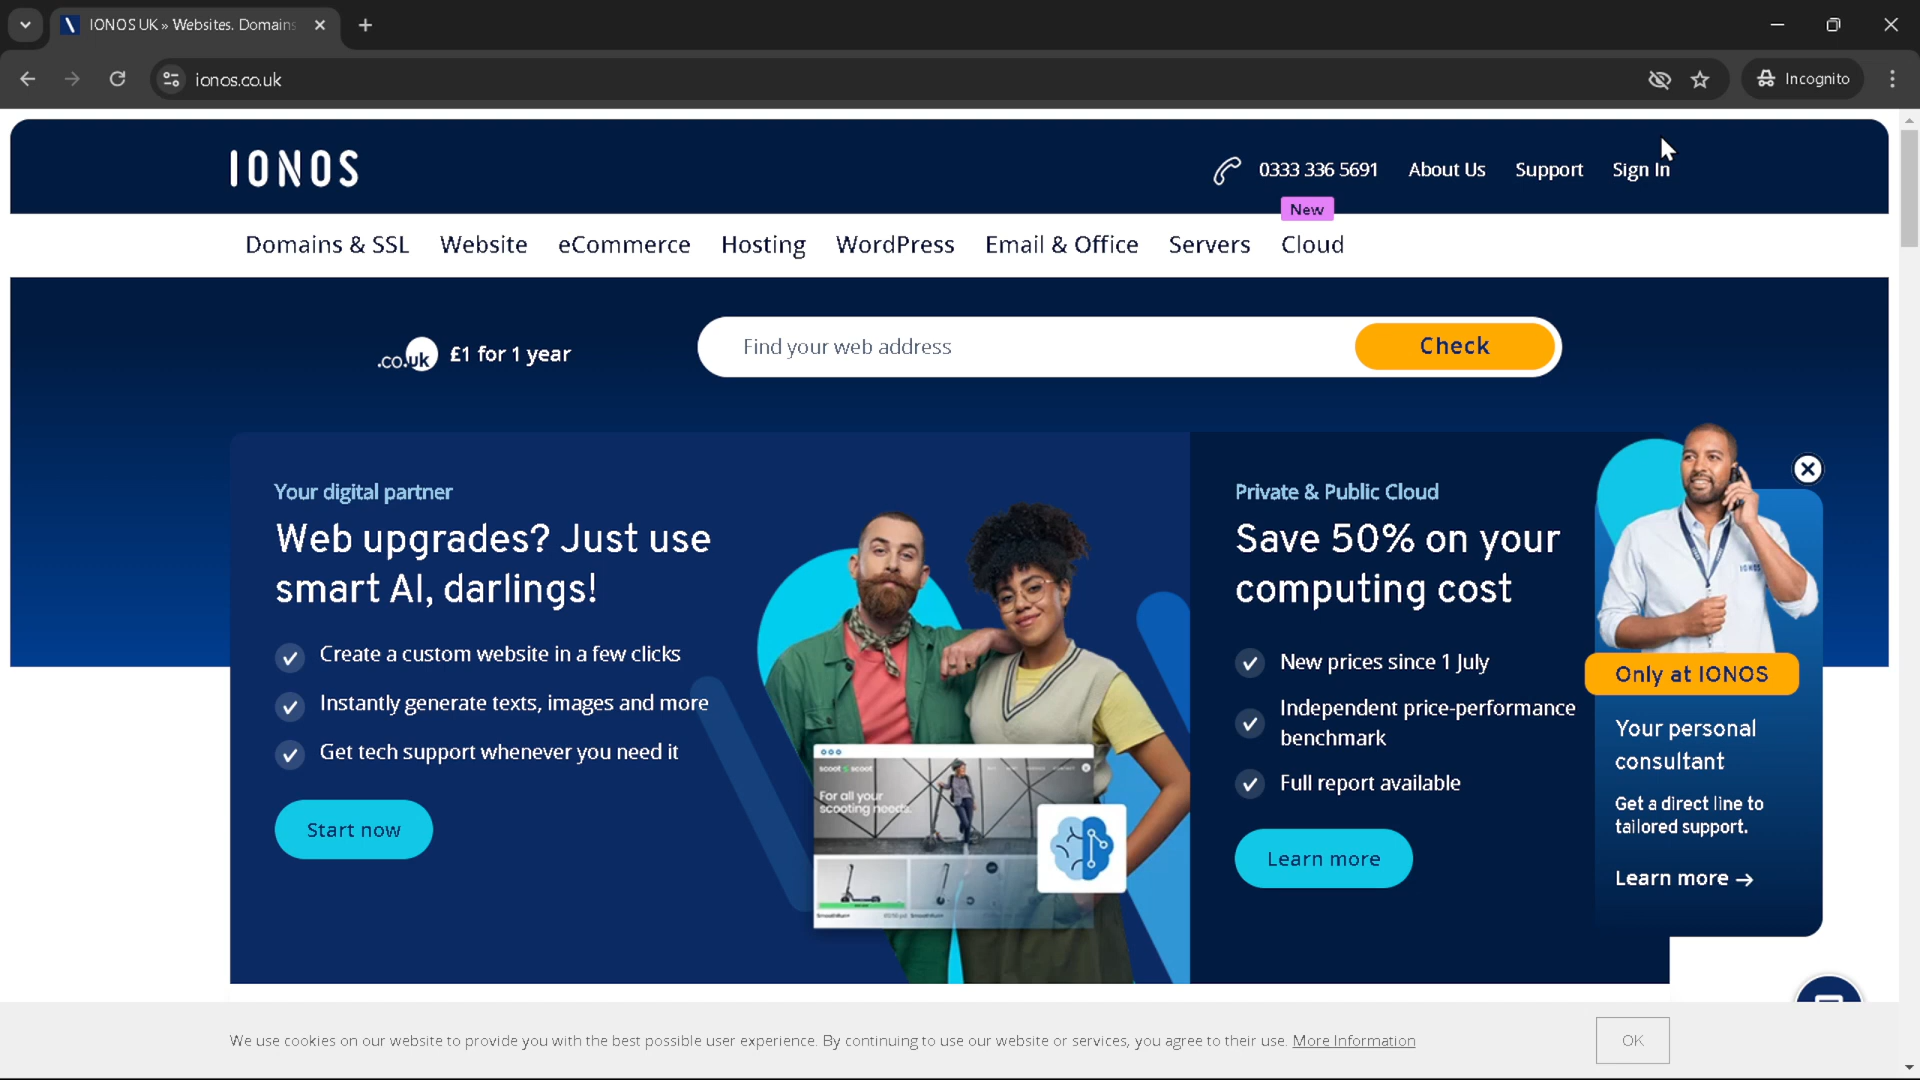 IONOS UK » Websites. Domains
ionos.co.uk
Incognito
IONOS
0333 336 5691 About Us Support Sign In
New
Domains & SSL Website eCommerce Hosting WordPress Email & Office Servers Cloud
.co.uk £1 for 1 year
Find your web address
Check
Your digital partner
Web upgrades? Just use
smart AI, darlings!
Create a custom website in a few clicks
Instantly generate texts, images and more
Get tech support whenever you need it
Start now
scoot scoot
For all your
scooting needs.
Private & Public Cloud
Save 50% on your
computing cost
New prices since 1 July
Independent price-performance
benchmark
Full report available
Learn more
IONOS
Only at IONOS
Your personal
consultant
Get a direct line to
tailored support.
Learn more →
We use cookies on our website to provide you with the best possible user experience. By continuing to use our website or services, you agree to their use. More Information
OK